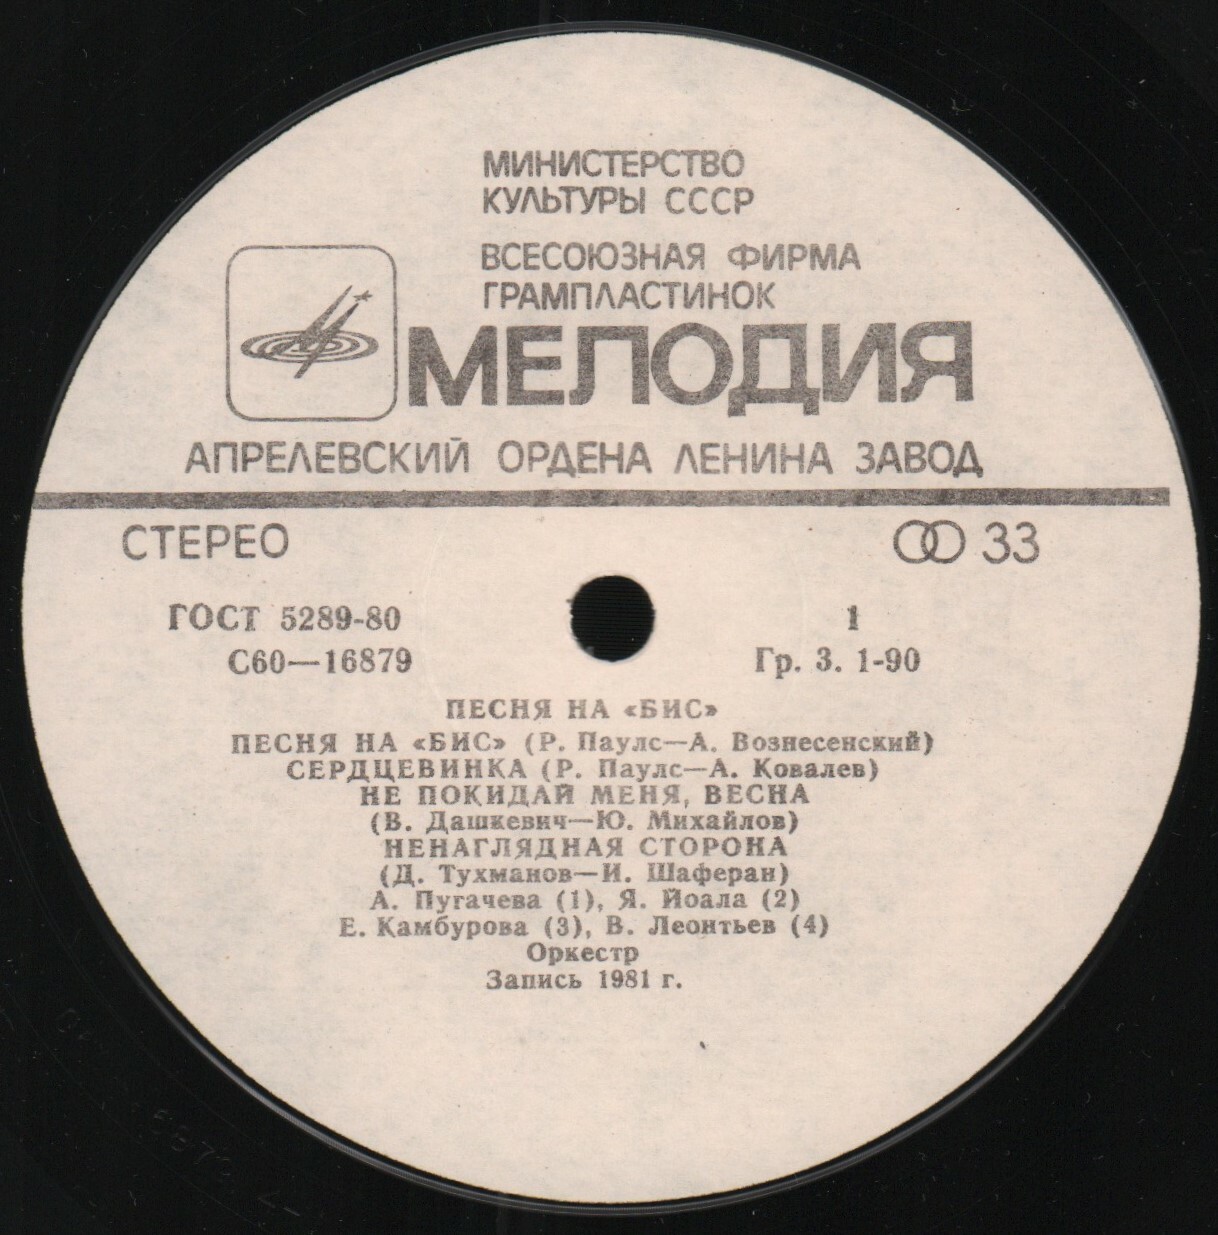 МИНИСТЕРСТВО
КУЛЬТУРЫ СССР
ВСЕСОЮЗНАЯ ФИРМА
ГРАМПЛАСТИНОК
МЕЛОДИЯ
АПРЕЛЕВСКИЙ ОРДЕНА ЛЕНИНА ЗАВОД
СТЕРЕО 33
ГОСТ 5289-80 1
С60—16879 Гр. 3. 1-90
ПЕСНЯ НА «БИС»
ПЕСНЯ НА «БИС» (Р. Паулс—А. Вознесенский)
СЕРДЦЕВИНКА (Р. Паулс—А. Ковалев)
НЕ ПОКИДАЙ МЕНЯ, ВЕСНА
(В. Дашкевич—Ю. Михайлов)
НЕНАГЛЯДНАЯ СТОРОНА
(Д. Тухманов—И. Шаферан)
А. Пугачева (1), Я. Йоала (2)
Е. Камбурова (3), В. Леонтьев (4)
Оркестр
Запись 1981 г.